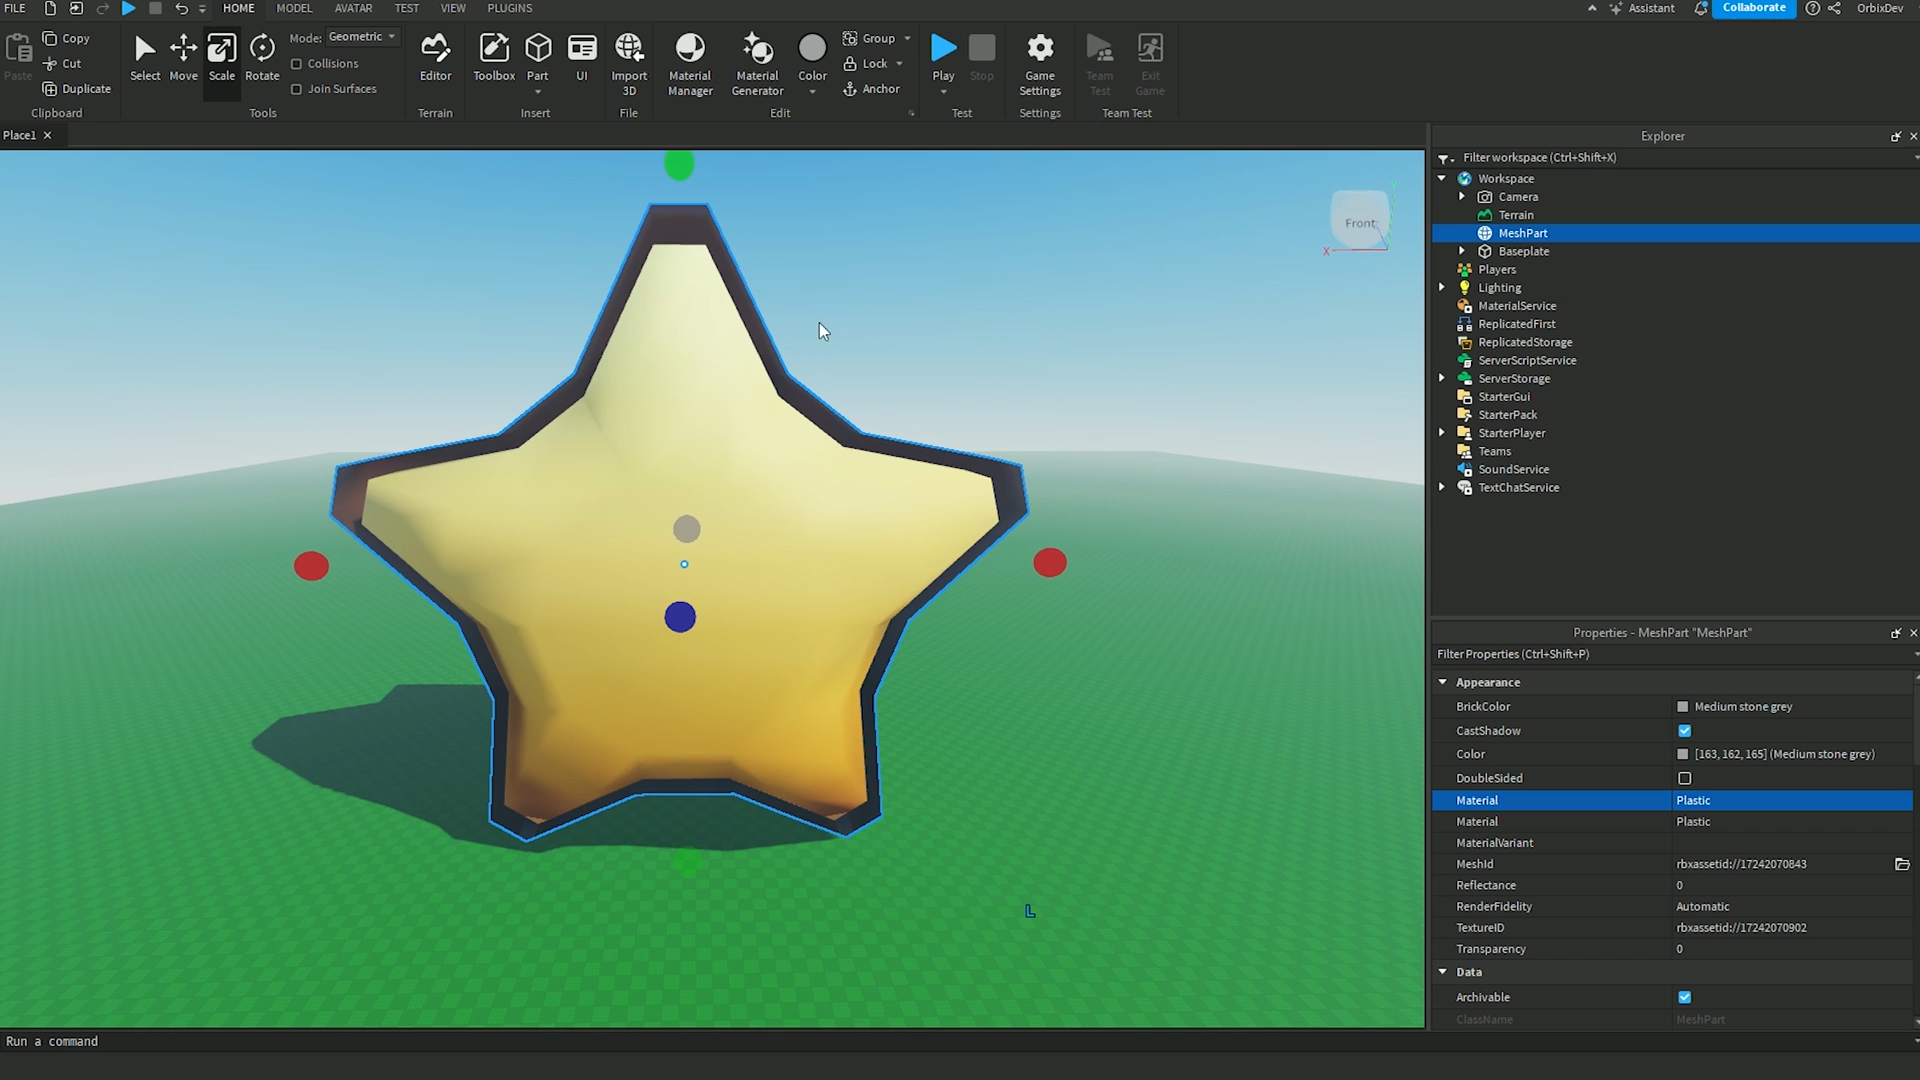 FILE HOME MODEL AVATAR TEST VIEW PLUGINS Assistant Collaborate OrbixDev
Paste Copy Cut Duplicate Clipboard
Select Move Scale Rotate Mode: Geometric Collisions Join Surfaces Tools
Editor Terrain
Toolbox Part UI Insert
Import 3D File
Material Manager Material Generator Color Group Lock Anchor Edit
Play Stop Test
Game Settings Settings
Team Test Exit Game Team Test
Place1
Front
X
Y
L
Explorer
Filter workspace (Ctrl+Shift+X)
Workspace
Camera
Terrain
MeshPart
Baseplate
Players
Lighting
MaterialService
ReplicatedFirst
ReplicatedStorage
ServerScriptService
ServerStorage
StarterGui
StarterPack
StarterPlayer
Teams
SoundService
TextChatService
Properties - MeshPart "MeshPart"
Filter Properties (Ctrl+Shift+P)
Appearance
BrickColor Medium stone grey
CastShadow
Color [163, 162, 165] (Medium stone grey)
DoubleSided
Material Plastic
Material Plastic
MaterialVariant
MeshId rbxassetid://17242070843
Reflectance 0
RenderFidelity Automatic
TextureID rbxassetid://17242070902
Transparency 0
Data
Archivable
ClassName MeshPart
Run a command